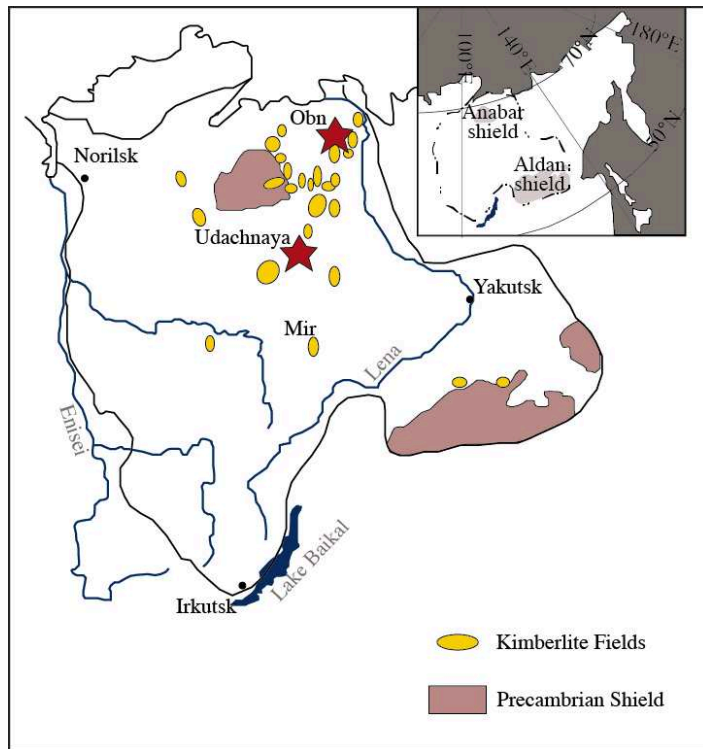 100°E
140°E
70°N
180°E
60°N
Anabar
shield
Aldan
shield
Obn
Norilsk
Udachnaya
Yakutsk
Mir
Lena
Enisei
Lake Baikal
Irkutsk
Kimberlite Fields
Precambrian Shield